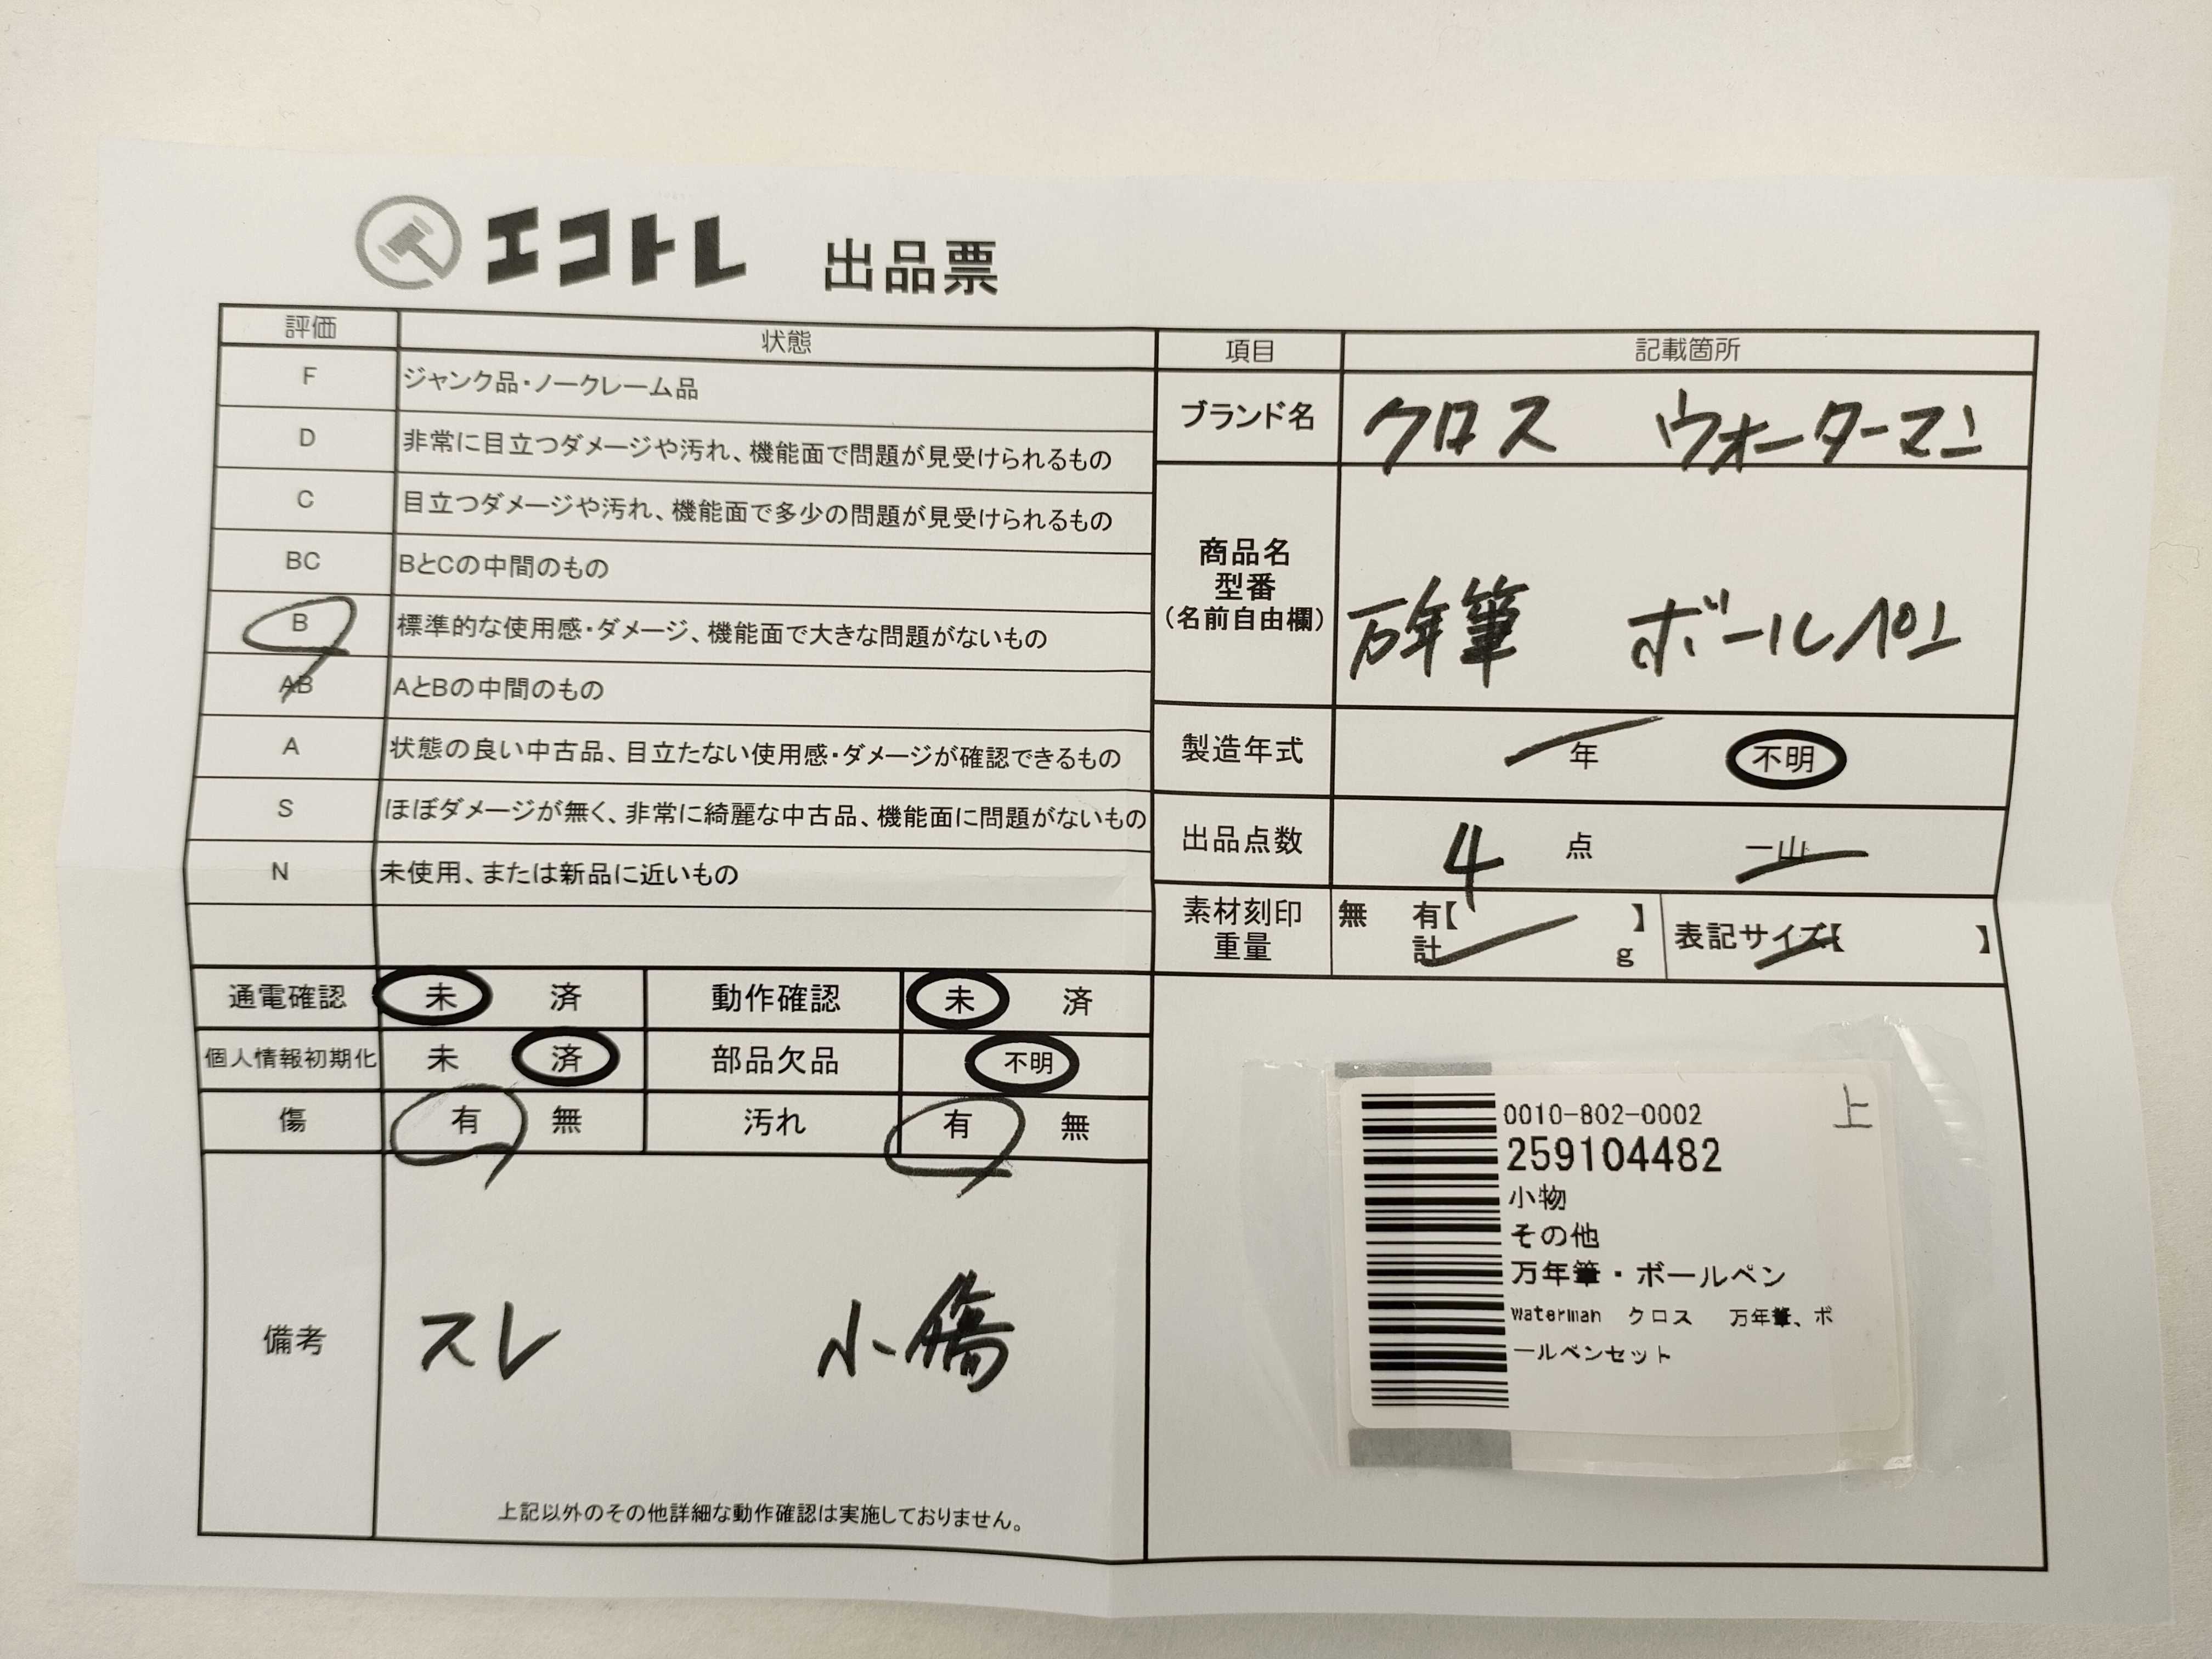 エコトレ 出品票
評価 状態
F ジャンク品・ノークレーム品
D 非常に目立つダメージや汚れ、機能面で問題が見受けられるもの
C 目立つダメージや汚れ、機能面で多少の問題が見受けられるもの
BC BとCの中間のもの
B 標準的な使用感・ダメージ、機能面で大きな問題がないもの
AB AとBの中間のもの
A 状態の良い中古品、目立たない使用感・ダメージが確認できるもの
S ほぼダメージが無く、非常に綺麗な中古品、機能面に問題がないもの
N 未使用、または新品に近いもの
通電確認 未 済 動作確認 未 済
個人情報初期化 未 済 部品欠品 不明
傷 有 無 汚れ 有 無
備考 スレ 小傷
上記以外のその他詳細な動作確認は実施しておりません。
項目 記載箇所
ブランド名 クロス ウォーターマン
商品名
型番
(名前自由欄)
万年筆 ボールペン
製造年式 年 不明
出品点数 4 点 一山
素材刻印 無 有【 】
重量 計 g
表記サイズ【 】
0010-802-0002 上
259104482
小物
その他
万年筆・ボールペン
Waterman クロス 万年筆、ボ
ールペンセット